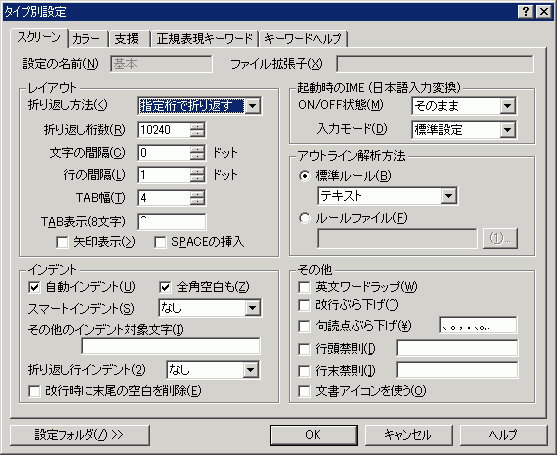 タイプ別設定
スクリーン カラー 支援 正規表現キーワード キーワードヘルプ
設定の名前(N) 基本 ファイル拡張子(X)
レイアウト
折り返し方法(<) 指定桁で折り返す
折り返し桁数(R) 10240
文字の間隔(C) 0 ドット
行の間隔(L) 1 ドット
TAB幅(T) 4
TAB表示(8文字) ^
矢印表示(>) SPACEの挿入
起動時のIME (日本語入力変換)
ON/OFF状態(M) そのまま
入力モード(D) 標準設定
アウトライン解析方法
標準ルール(B)
テキスト
ルールファイル(F)
(1)...
インデント
自動インデント(U) 全角空白も(Z)
スマートインデント(S) なし
その他のインデント対象文字(I)
折り返し行インデント(2) なし
改行時に末尾の空白を削除(E)
その他
英文ワードラップ(W)
改行ぶら下げ(^)
句読点ぶら下げ(¥) 、。,．､｡,.
行頭禁則([)
行末禁則(])
文書アイコンを使う(O)
設定フォルダ(/) >> OK キャンセル ヘルプ